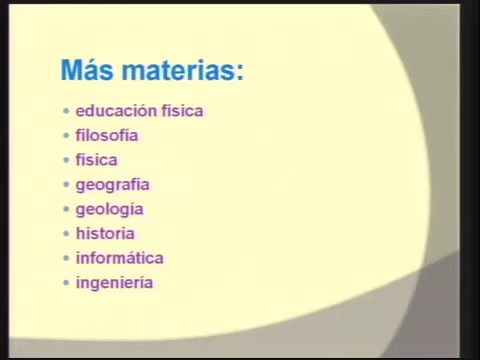 Más materias:
educación física
filosofía
física
geografía
geología
historia
informática
ingeniería